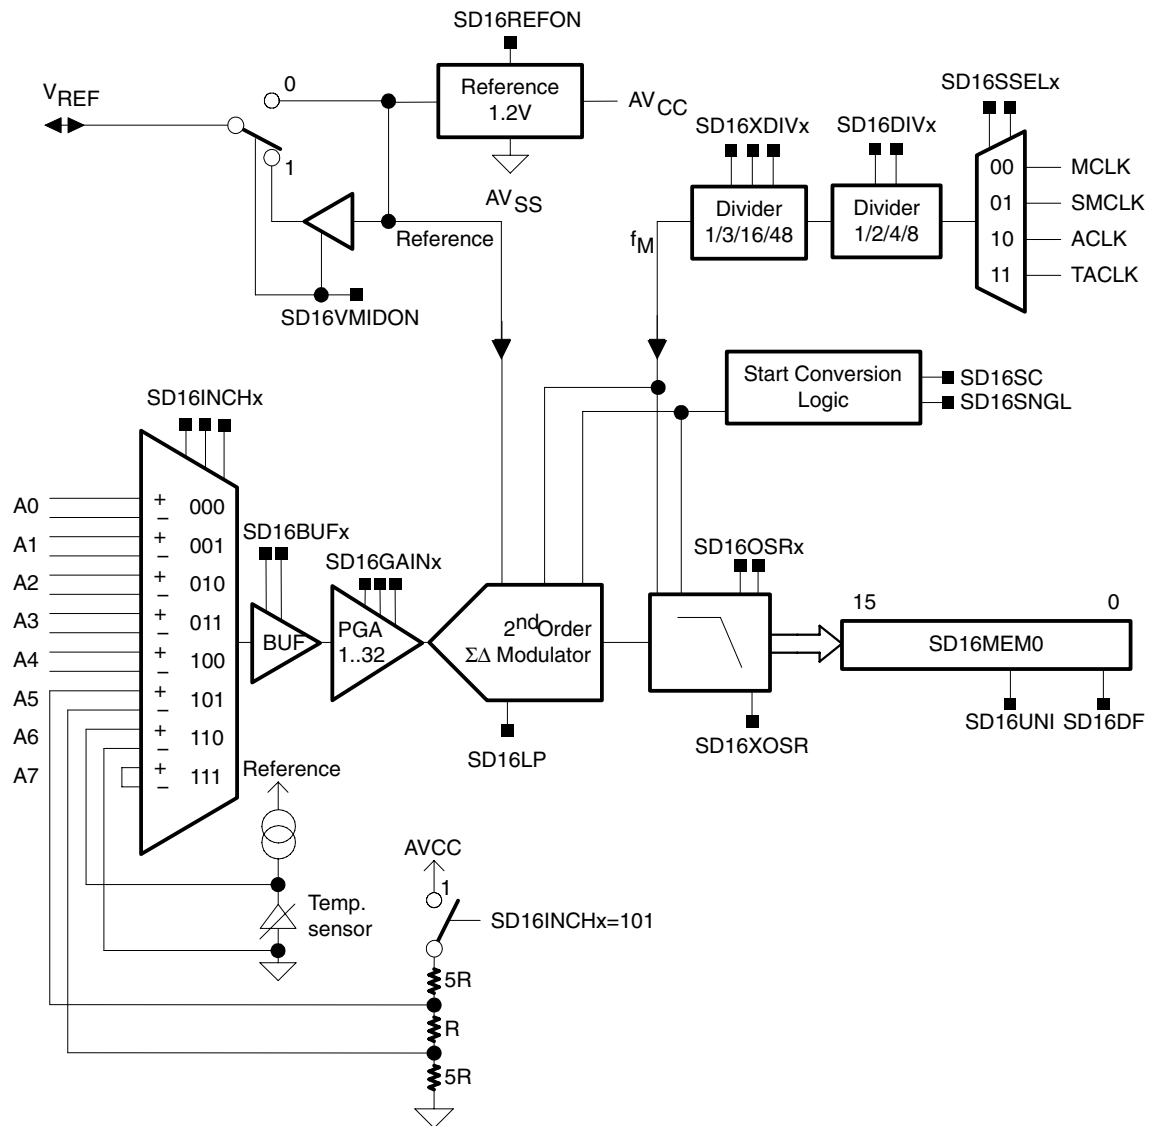 SD16REFON
VREF
0
Reference
1.2V
AVCC
AVSS
1
Reference
SD16VMIDON
SD16SSELx
SD16XDIVx
SD16DIVx
Divider
1/3/16/48
Divider
1/2/4/8
00
01
10
11
MCLK
SMCLK
ACLK
TACLK
fM
Start Conversion
Logic
SD16SC
SD16SNGL
SD16INCHx
A0
+
−
000
A1
+
−
001
A2
+
−
010
A3
+
−
011
A4
+
−
100
A5
+
−
101
A6
+
−
110
A7
+
−
111
SD16BUFx
BUF
SD16GAINx
PGA
1..32
2nd Order
ΣΔ Modulator
SD16LP
SD16OSRx
SD16XOSR
15
0
SD16MEM0
SD16UNI
SD16DF
Reference
Temp.
sensor
AVCC
1
SD16INCHx=101
5R
R
5R